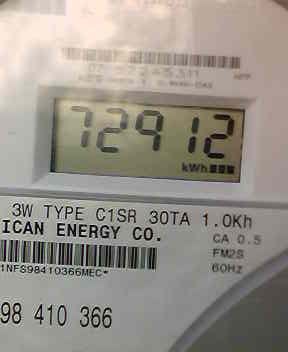 72912
kWh
3W TYPE C1SR 30TA 1.0Kh
ICAN ENERGY CO.
CA 0.5
FM2S
60Hz
1NFS98410366MEC*
98 410 366